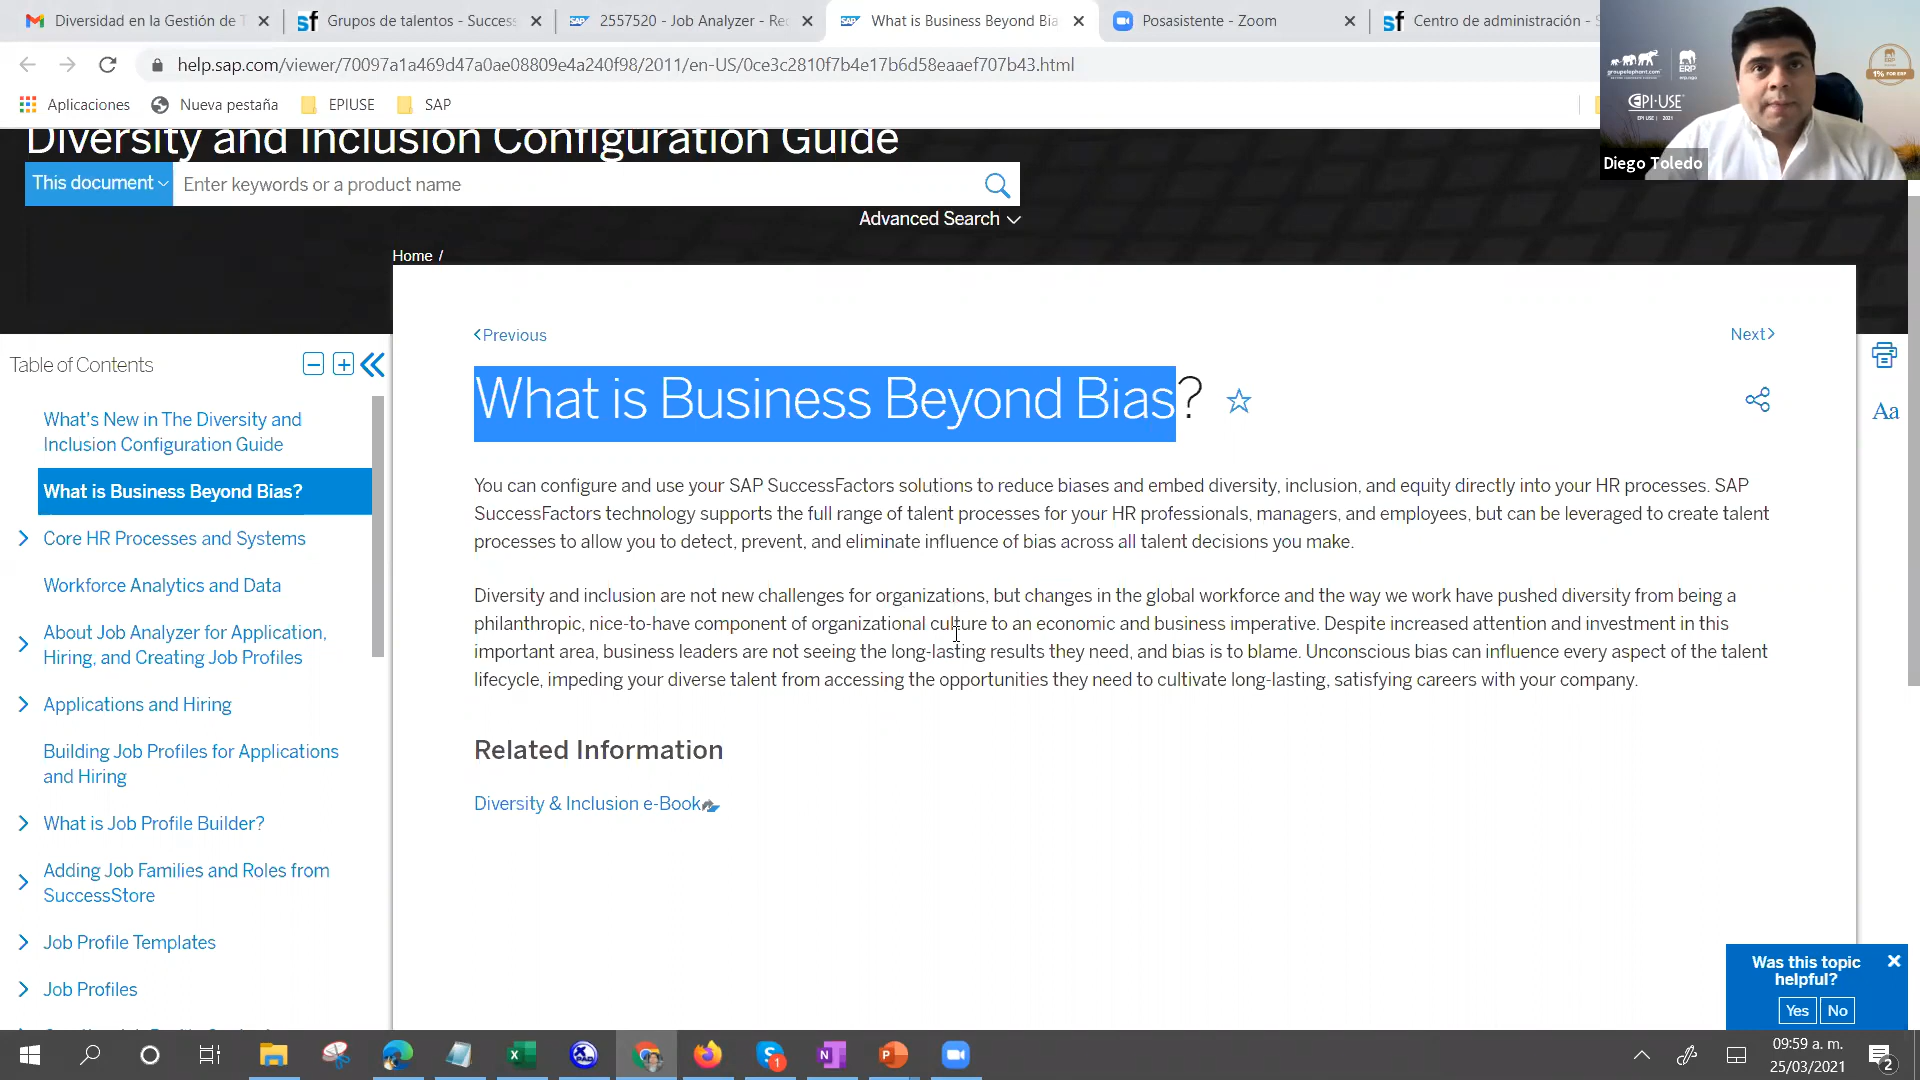 Diversidad en la Gestión de T
Grupos de talentos - Success
2557520 - Job Analyzer - Re
What is Business Beyond Bia
Posasistente - Zoom
Centro de administración - S
help.sap.com/viewer/70097a1a469d47a0ae08809e4a240f98/2011/en-US/0ce3c2810f7b4e17b6d58eaaef707b43.html
Aplicaciones
Nueva pestaña
EPIUSE
SAP
groupelephant.com
ERP
EPI-USE
EPI USE | 2021
1% FOR ERP
Diego Toledo
Diversity and Inclusion Configuration Guide
This document
Enter keywords or a product name
Advanced Search
Home /
Previous
Next
Table of Contents
What's New in The Diversity and
Inclusion Configuration Guide
What is Business Beyond Bias?
Core HR Processes and Systems
Workforce Analytics and Data
About Job Analyzer for Application,
Hiring, and Creating Job Profiles
Applications and Hiring
Building Job Profiles for Applications
and Hiring
What is Job Profile Builder?
Adding Job Families and Roles from
SuccessStore
Job Profile Templates
Job Profiles
What is Business Beyond Bias?
Aa
You can configure and use your SAP SuccessFactors solutions to reduce biases and embed diversity, inclusion, and equity directly into your HR processes. SAP
SuccessFactors technology supports the full range of talent processes for your HR professionals, managers, and employees, but can be leveraged to create talent
processes to allow you to detect, prevent, and eliminate influence of bias across all talent decisions you make.
Diversity and inclusion are not new challenges for organizations, but changes in the global workforce and the way we work have pushed diversity from being a
philanthropic, nice-to-have component of organizational culture to an economic and business imperative. Despite increased attention and investment in this
important area, business leaders are not seeing the long-lasting results they need, and bias is to blame. Unconscious bias can influence every aspect of the talent
lifecycle, impeding your diverse talent from accessing the opportunities they need to cultivate long-lasting, satisfying careers with your company.
Related Information
Diversity & Inclusion e-Book
Was this topic
helpful?
Yes
No
09:59 a. m.
25/03/2021
2